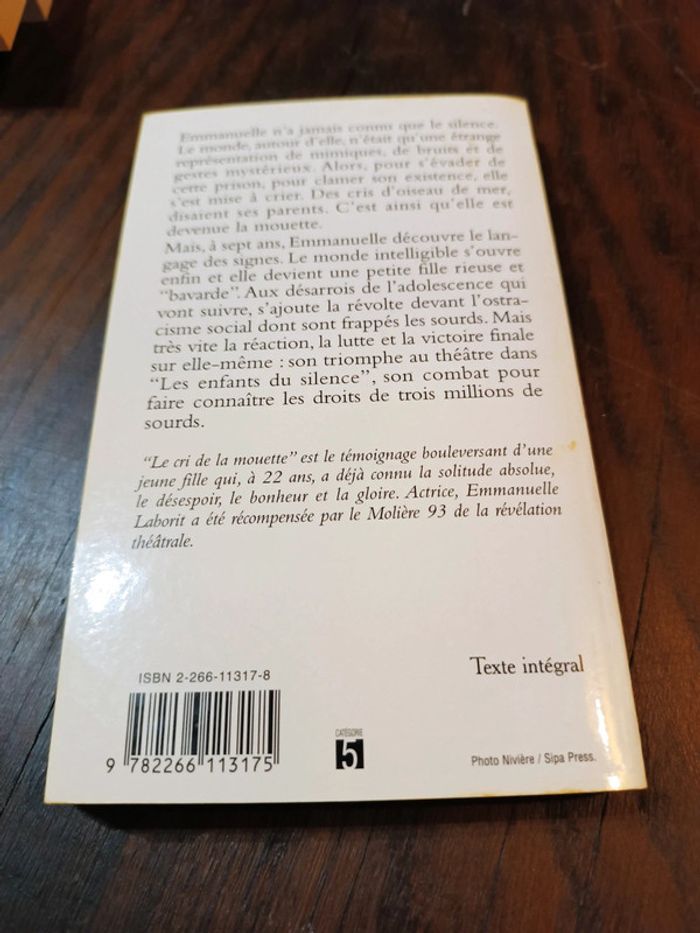 Emmanuelle n'a jamais connu que le silence.
Le monde, autour d'elle, n'était qu'une étrange
représentation de mimiques, de bruits et de
gestes mystérieux. Alors, pour s'évader de
cette prison, pour clamer son existence, elle
s'est mise à crier. Des cris d'oiseau de mer,
disaient ses parents. C'est ainsi qu'elle est
devenue la mouette.
Mais, à sept ans, Emmanuelle découvre le lan-
gage des signes. Le monde intelligible s'ouvre
enfin et elle devient une petite fille rieuse et
“bavarde”. Aux désarrois de l'adolescence qui
vont suivre, s'ajoute la révolte devant l'ostra-
cisme social dont sont frappés les sourds. Mais
très vite la réaction, la lutte et la victoire finale
sur elle-même : son triomphe au théâtre dans
“Les enfants du silence”, son combat pour
faire connaître les droits de trois millions de
sourds.
“Le cri de la mouette” est le témoignage bouleversant d'une
jeune fille qui, à 22 ans, a déjà connu la solitude absolue,
le désespoir, le bonheur et la gloire. Actrice, Emmanuelle
Laborit a été récompensée par le Molière 93 de la révélation
théâtrale.
Texte intégral
ISBN 2-266-11317-8
9 782266 113175
CATÉGORIE
5
Photo Nivière / Sipa Press.